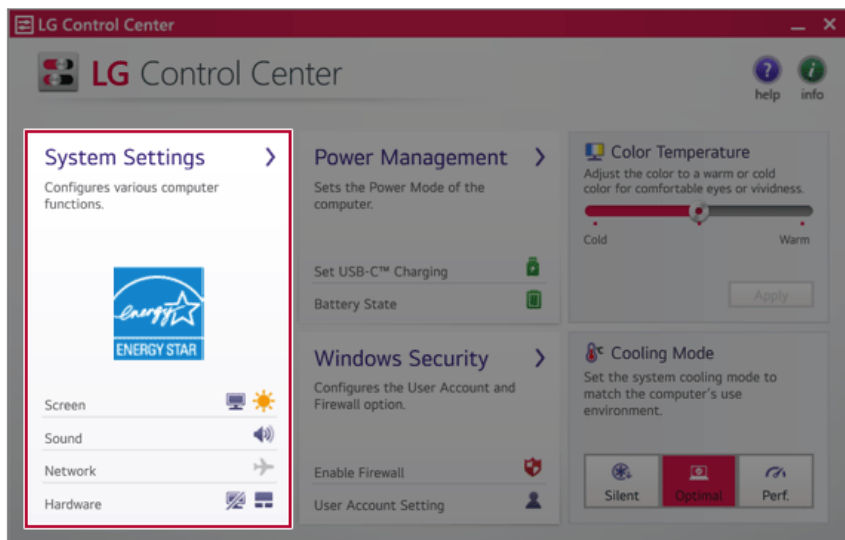 LG Control Center
LG Control Center
help info
System Settings
Configures various computer
functions.
energy
ENERGY STAR
Screen
Sound
Network
Hardware
Power Management
Sets the Power Mode of the
computer.
Set USB-C™ Charging
Battery State
Windows Security
Configures the User Account and
Firewall option.
Enable Firewall
User Account Setting
Color Temperature
Adjust the color to a warm or cold
color for comfortable eyes or vividness.
Cold Warm
Apply
Cooling Mode
Set the system cooling mode to
match the computer's use
environment.
Silent Optimal Perf.